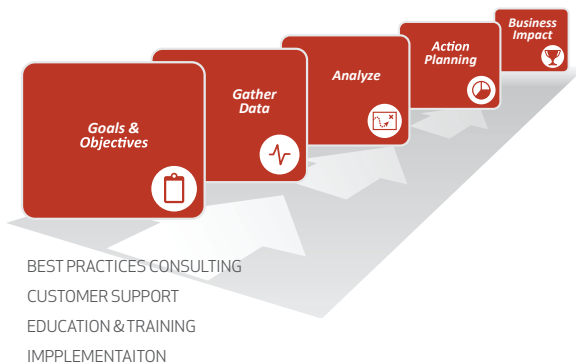 Goals &
Objectives
Gather
Data
Analyze
Action
Planning
Business
Impact
BEST PRACTICES CONSULTING
CUSTOMER SUPPORT
EDUCATION & TRAINING
IMPPLEMENTAITON